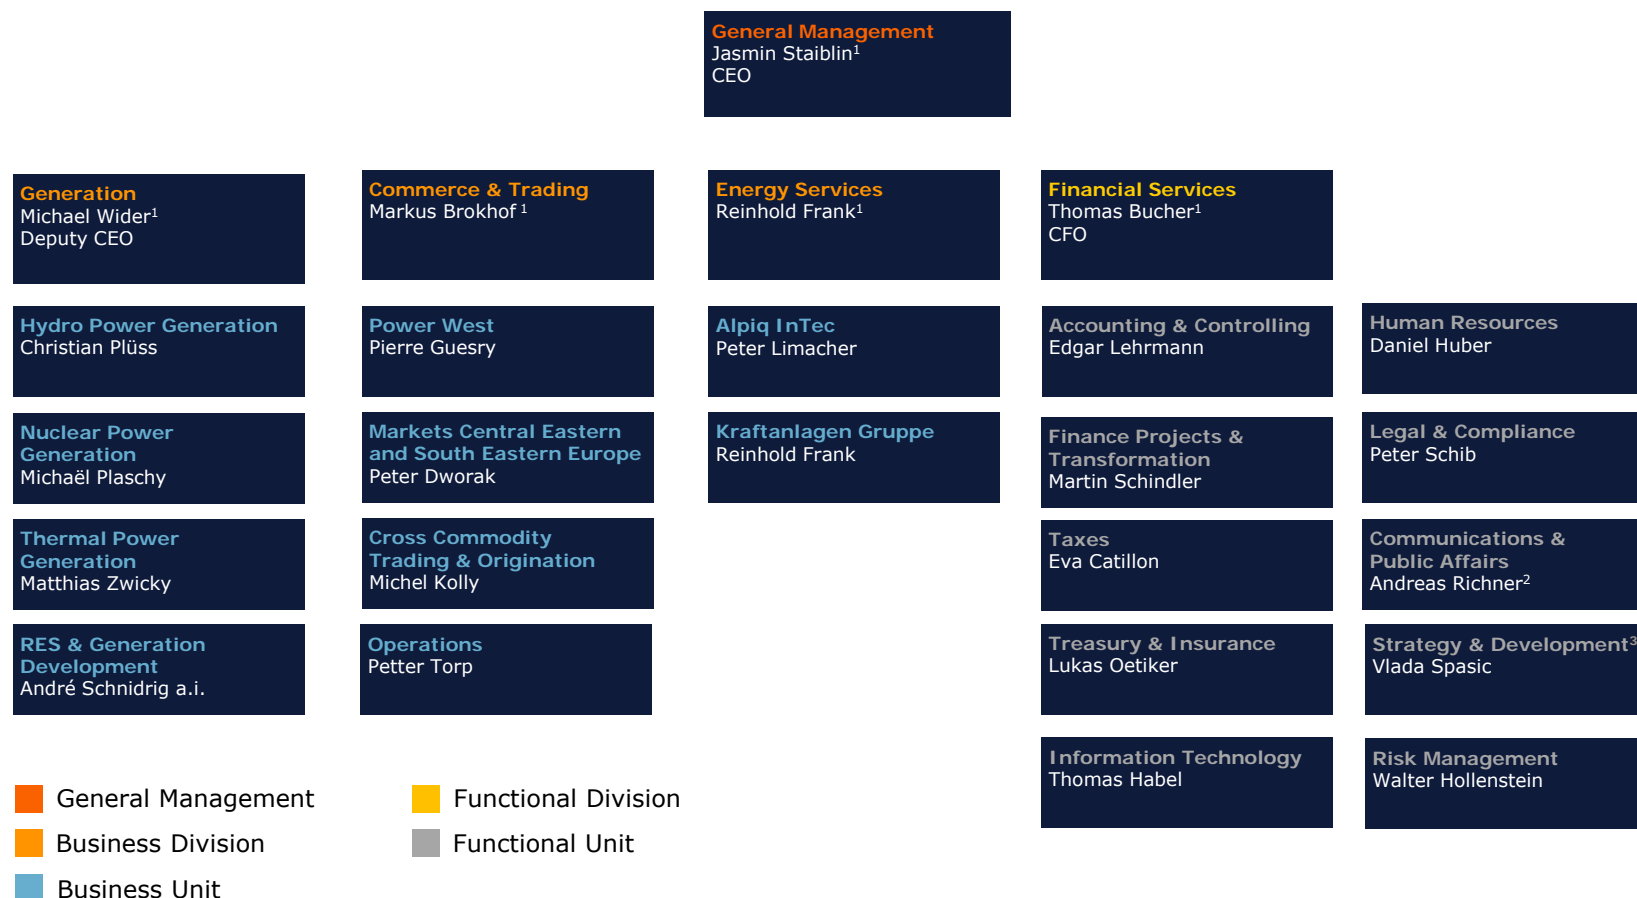 General Management
Jasmin Staiblin¹
CEO
Generation
Michael Wider¹
Deputy CEO
Commerce & Trading
Markus Brokhof ¹
Energy Services
Reinhold Frank¹
Financial Services
Thomas Bucher¹
CFO
Hydro Power Generation
Christian Plüss
Power West
Pierre Guesry
Alpiq InTec
Peter Limacher
Accounting & Controlling
Edgar Lehrmann
Human Resources
Daniel Huber
Nuclear Power
Generation
Michaël Plaschy
Markets Central Eastern
and South Eastern Europe
Peter Dworak
Kraftanlagen Gruppe
Reinhold Frank
Finance Projects &
Transformation
Martin Schindler
Legal & Compliance
Peter Schib
Thermal Power
Generation
Matthias Zwicky
Cross Commodity
Trading & Origination
Michel Kolly
Taxes
Eva Catillon
Communications &
Public Affairs
Andreas Richner²
RES & Generation
Development
André Schnidrig a.i.
Operations
Petter Torp
Treasury & Insurance
Lukas Oetiker
Strategy & Development³
Vlada Spasic
Information Technology
Thomas Habel
Risk Management
Walter Hollenstein
General Management
Business Division
Business Unit
Functional Division
Functional Unit